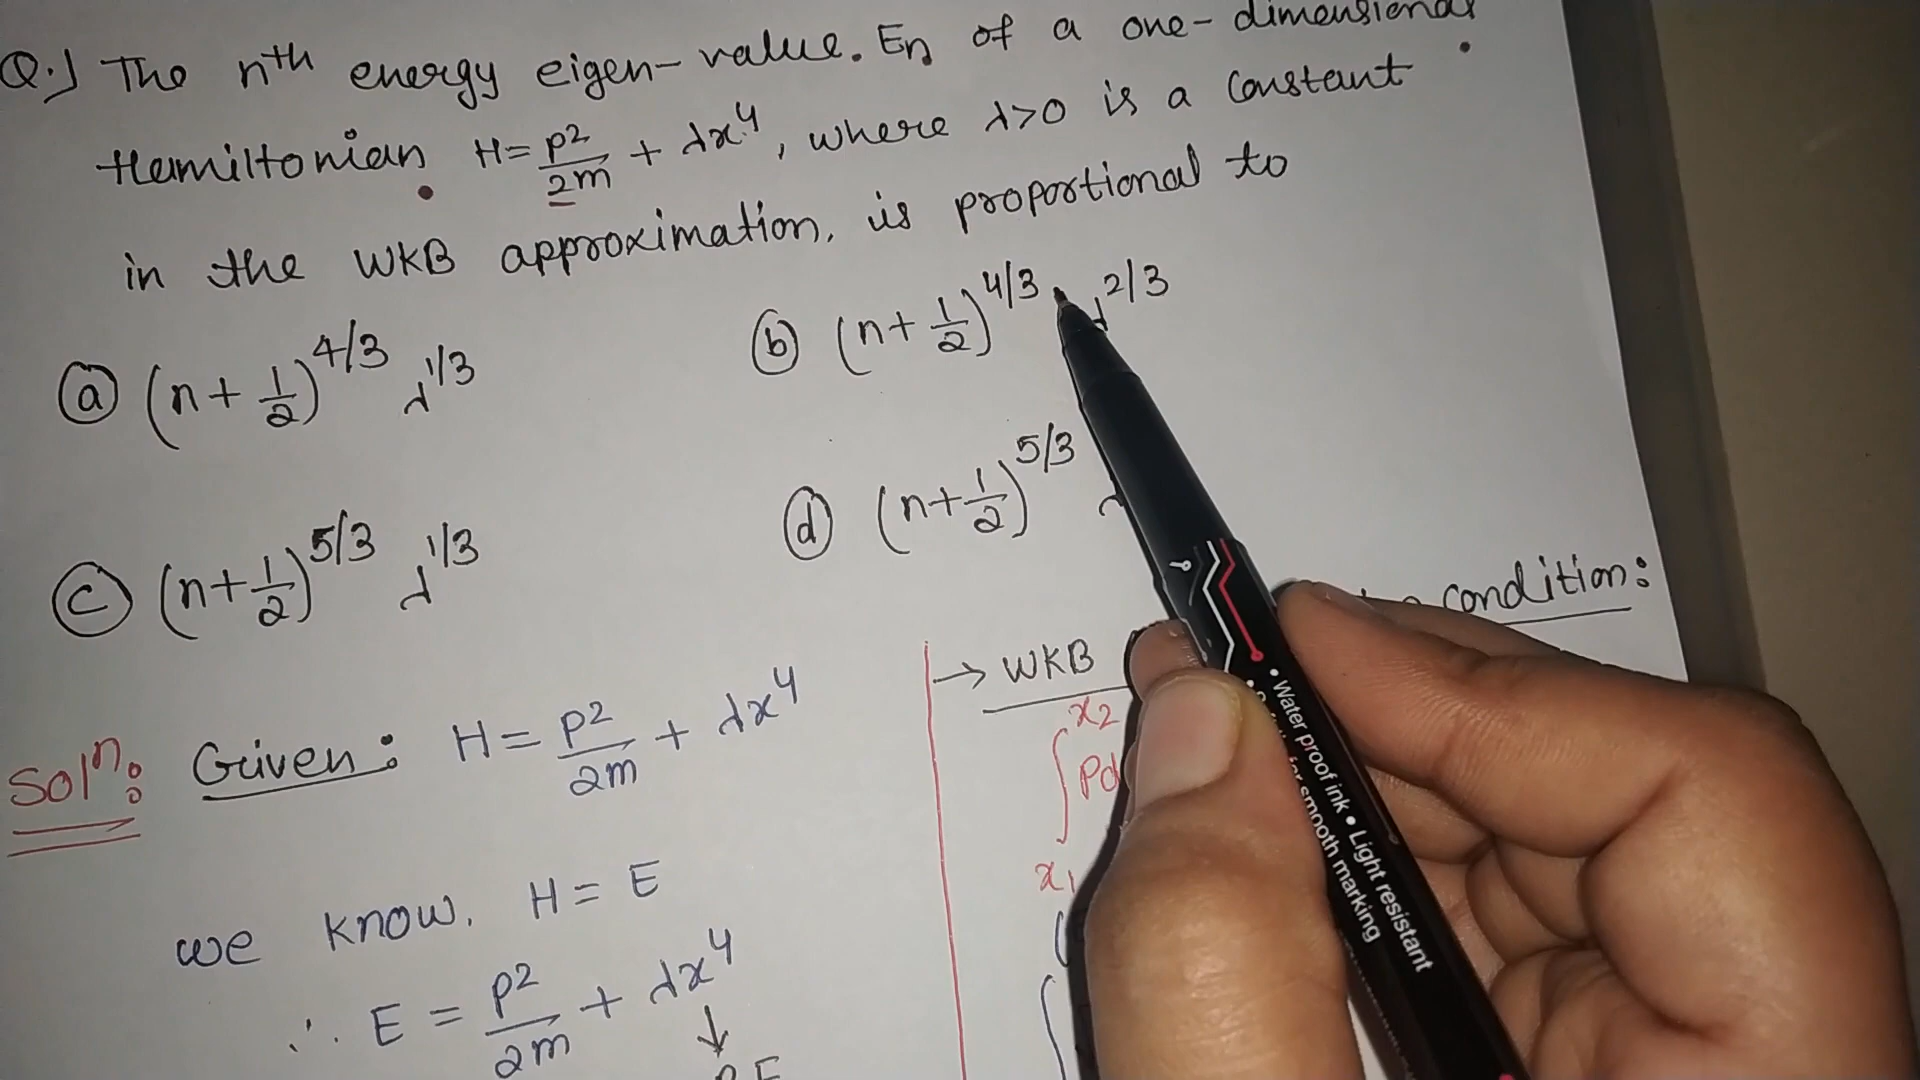 Q.) The nth energy eigen-value. En of a one-dimensional
Hamiltonian H= p²/2m + λx⁴, where λ>0 is a constant
in the WKB approximation, is proportional to
(a) (n+ 1/2)^4/3 λ^1/3
(b) (n+ 1/2)^4/3 λ^2/3
(c) (n+ 1/2)^5/3 λ^1/3
(d) (n+ 1/2)^5/3
condition:
→ WKB
Solⁿ: Given: H= p²/2m + λx⁴
∫ x₂ x₁ Pd
we know, H= E
∴ E = p²/2m + λx⁴
↓
P.E
• Water proof ink • Light resistant
smooth marking